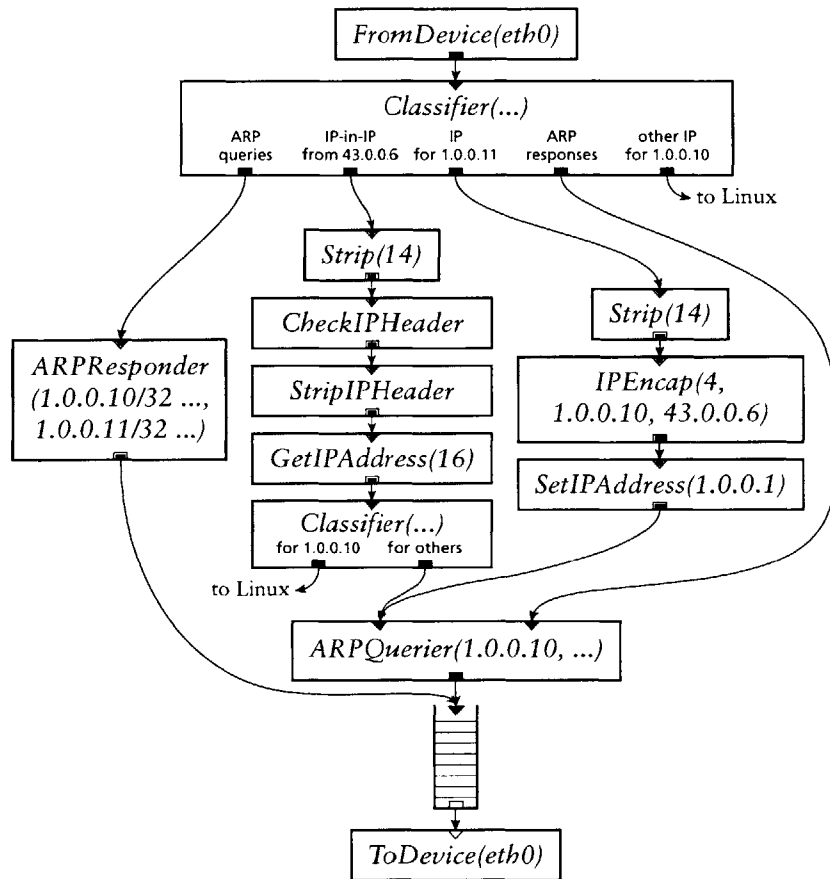 FromDevice(eth0)
Classifier(...)
ARP queries
IP-in-IP from 43.0.0.6
IP for 1.0.0.11
ARP responses
other IP for 1.0.0.10
to Linux
Strip(14)
CheckIPHeader
StripIPHeader
GetIPAddress(16)
Classifier(...)
for 1.0.0.10
for others
to Linux
Strip(14)
IPEncap(4,
1.0.0.10, 43.0.0.6)
SetIPAddress(1.0.0.1)
ARPResponder
(1.0.0.10/32 ...,
1.0.0.11/32 ...)
ARPQuerier(1.0.0.10, ...)
ToDevice(eth0)